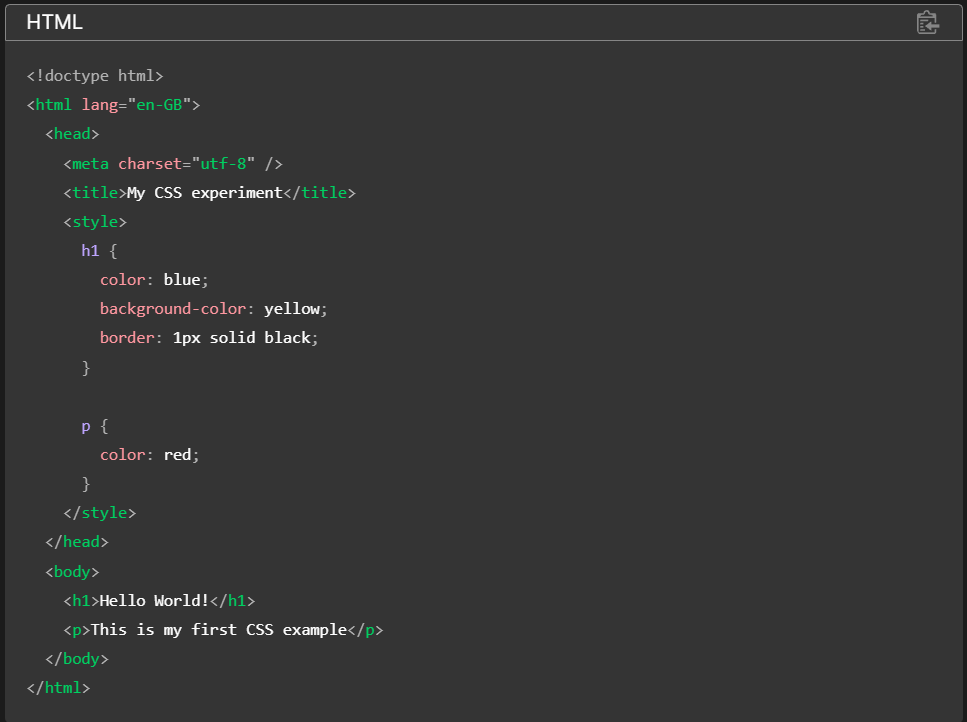 HTML
<!doctype html>
<html lang="en-GB">
  <head>
    <meta charset="utf-8" />
    <title>My CSS experiment</title>
    <style>
      h1 {
        color: blue;
        background-color: yellow;
        border: 1px solid black;
      }

      p {
        color: red;
      }
    </style>
  </head>
  <body>
    <h1>Hello World!</h1>
    <p>This is my first CSS example</p>
  </body>
</html>